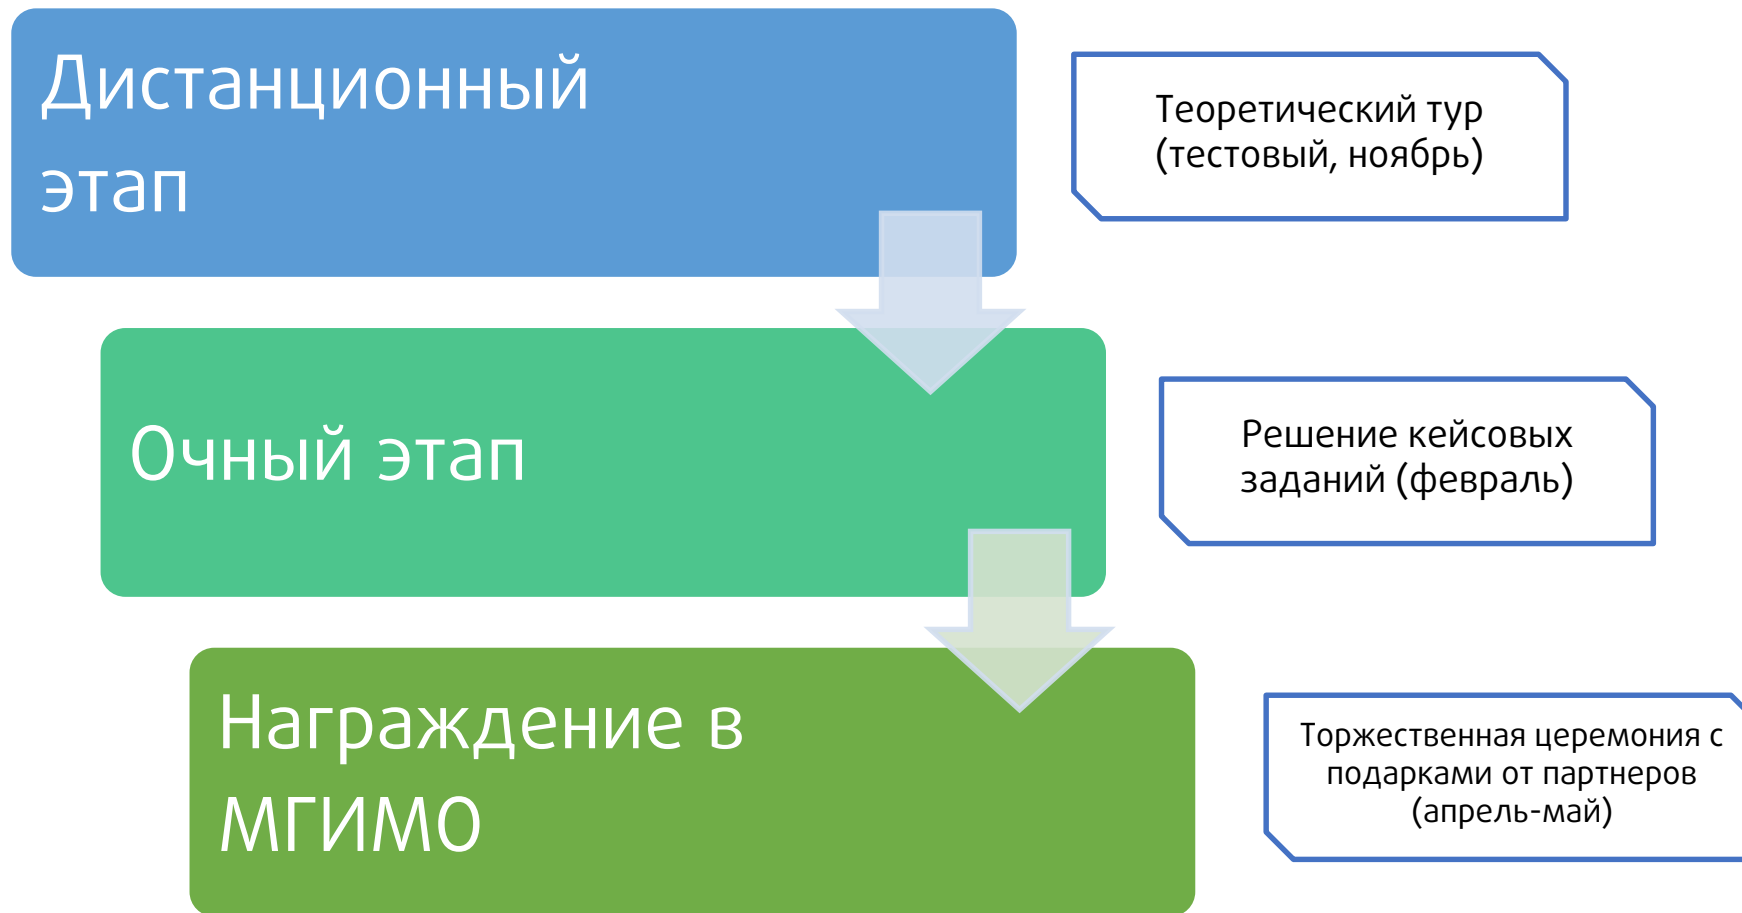 Дистанционный
этап
Теоретический тур
(тестовый, ноябрь)
Очный этап
Решение кейсовых
заданий (февраль)
Награждение в
МГИМО
Торжественная церемония с
подарками от партнеров
(апрель-май)